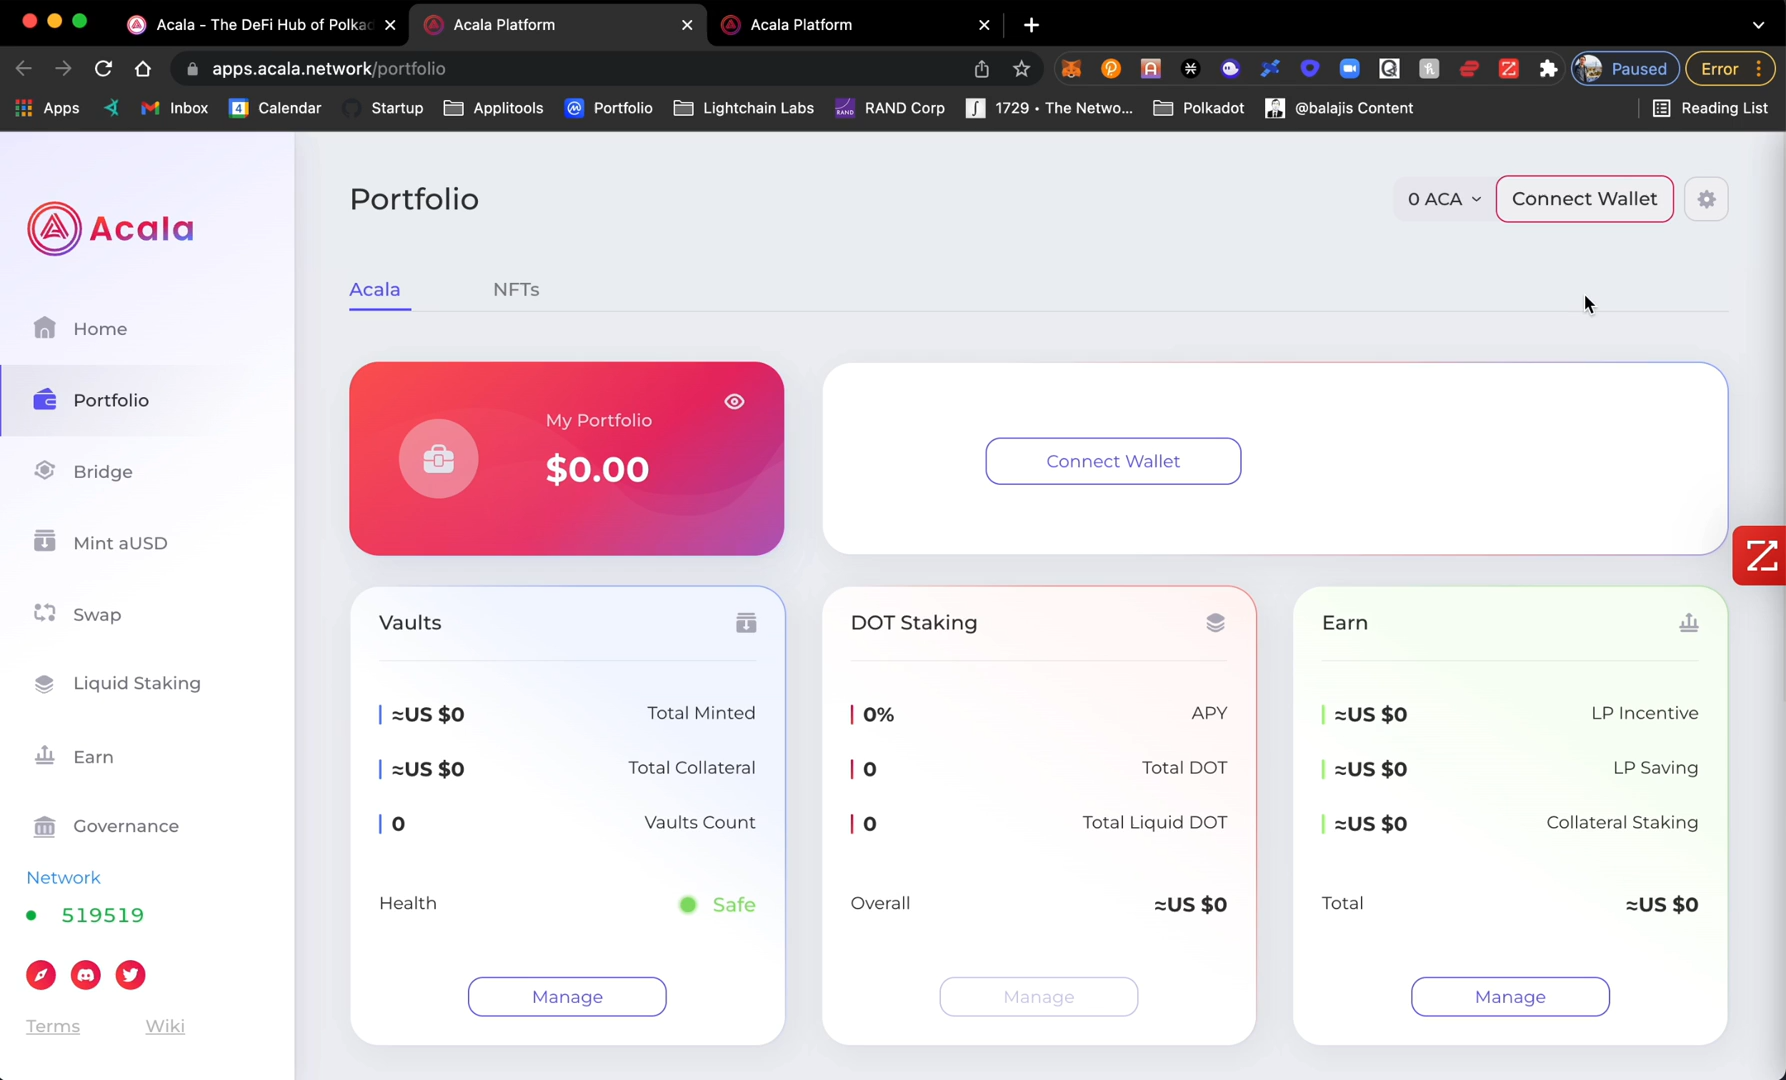 Acala - The DeFi Hub of Polka
Acala Platform
Acala Platform
apps.acala.network/portfolio
Paused
Error
Apps
Inbox
4 Calendar
Startup
Applitools
Portfolio
Lightchain Labs
RAND RAND Corp
1729 • The Netwo...
Polkadot
@balajis Content
Reading List
Acala
Home
Portfolio
Bridge
Mint aUSD
Swap
Liquid Staking
Earn
Governance
Network
519519
Terms
Wiki
Portfolio
0 ACA
Connect Wallet
Acala
NFTs
My Portfolio
$0.00
Connect Wallet
Vaults
≈US $0 Total Minted
≈US $0 Total Collateral
0 Vaults Count
Health Safe
Manage
DOT Staking
0% APY
0 Total DOT
0 Total Liquid DOT
Overall ≈US $0
Manage
Earn
≈US $0 LP Incentive
≈US $0 LP Saving
≈US $0 Collateral Staking
Total ≈US $0
Manage